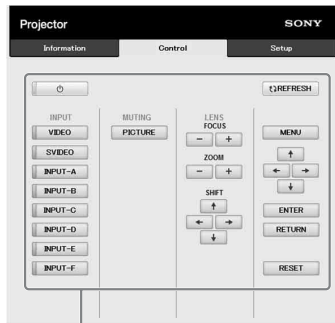 Projector
SONY
Information
Control
Setup
REFRESH
INPUT
MUTING
LENS
FOCUS
VIDEO
PICTURE
- +
MENU
SVIDEO
ZOOM
INPUT-A
- +
INPUT-B
SHIFT
INPUT-C
ENTER
INPUT-D
RETURN
INPUT-E
INPUT-F
RESET